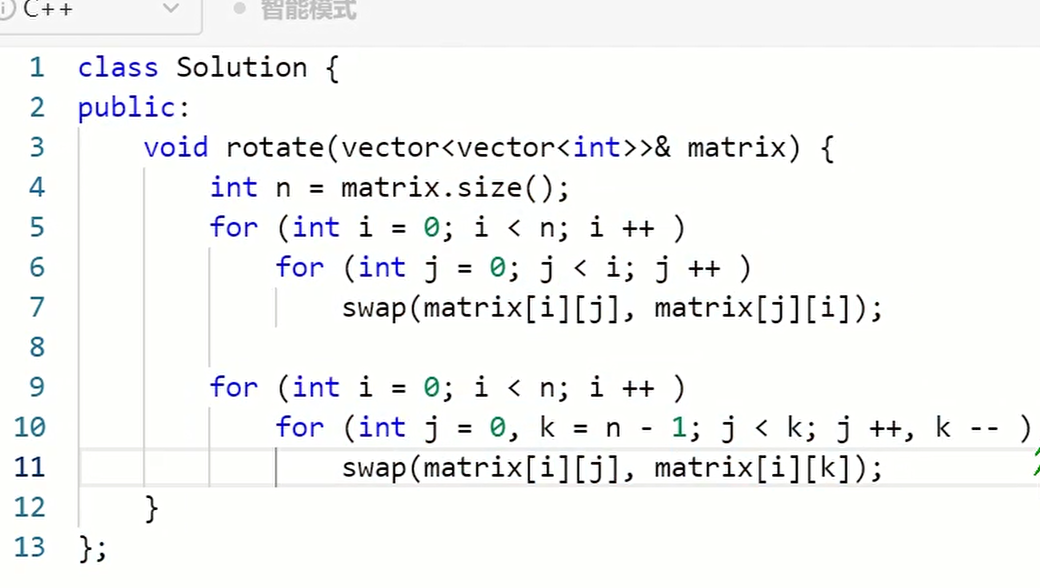 C++ 智能模式
1 class Solution {
2 public:
3     void rotate(vector<vector<int>>& matrix) {
4         int n = matrix.size();
5         for (int i = 0; i < n; i ++ )
6             for (int j = 0; j < i; j ++ )
7                 swap(matrix[i][j], matrix[j][i]);
8
9         for (int i = 0; i < n; i ++ )
10             for (int j = 0, k = n - 1; j < k; j ++, k -- )
11                 swap(matrix[i][j], matrix[i][k]);
12     }
13 };